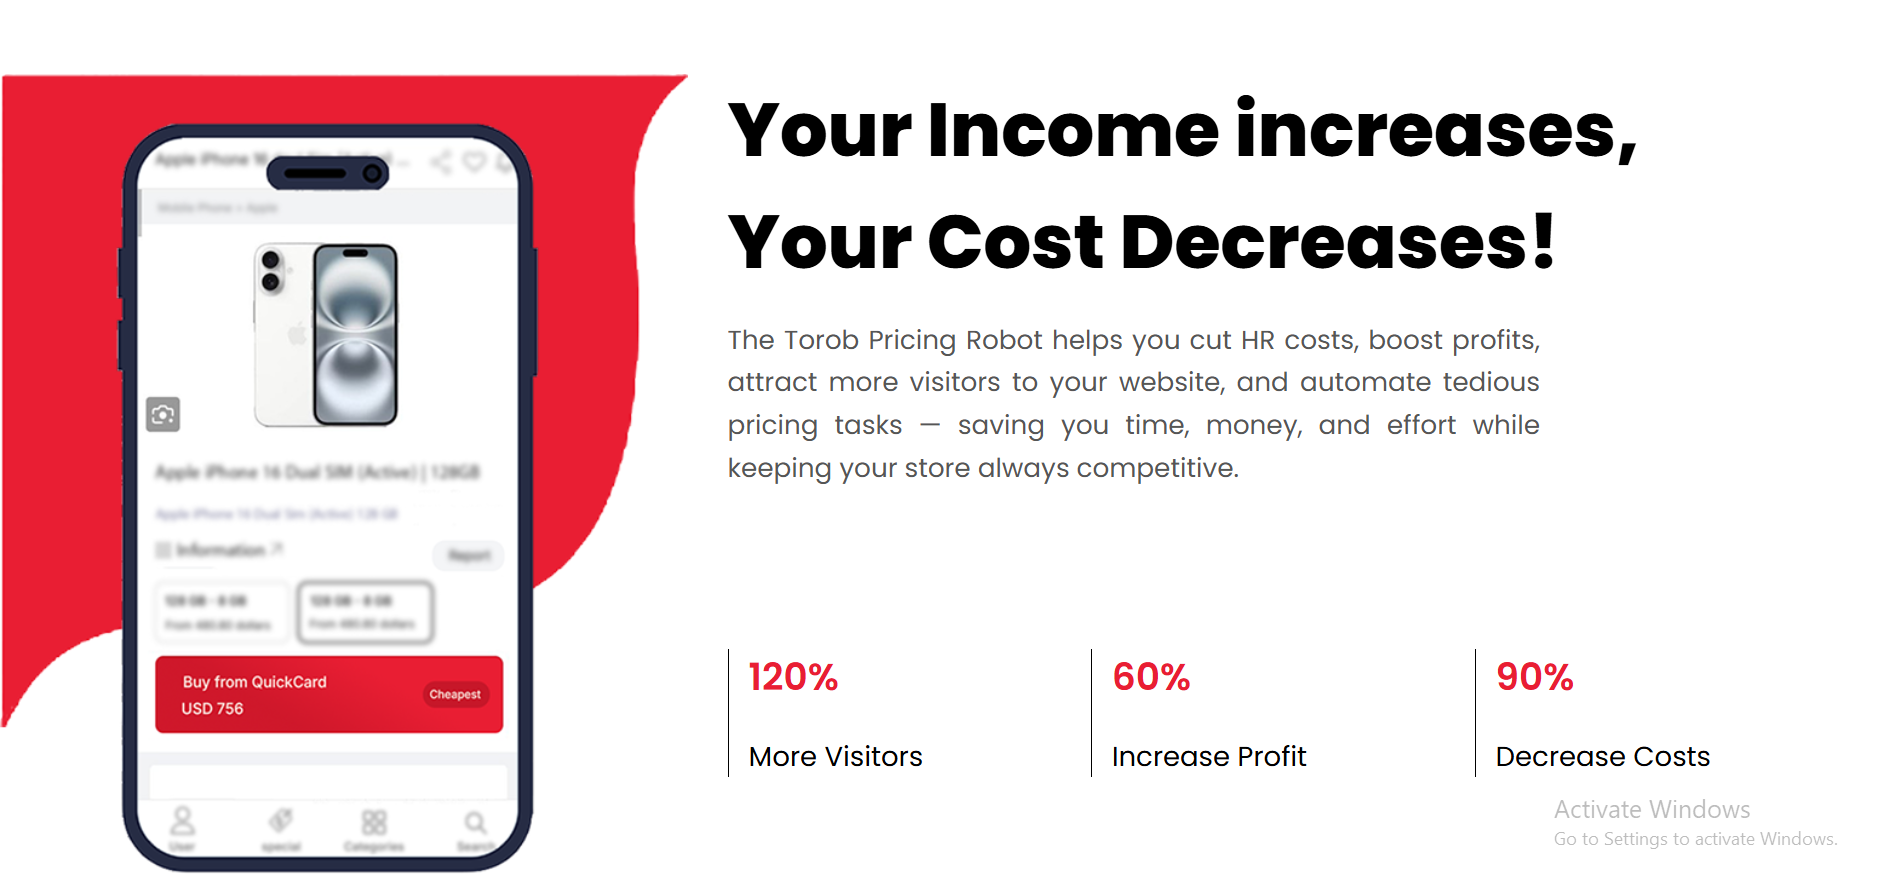 Apple iPhone 16
Mobile Phone > Apple
Apple iPhone 16 Dual SIM (Active) | 128GB
Apple iPhone 16 Dual Sim (Active) 128 GB
Information
Report
128 GB - 8 GB
From 480.80 dollars
128 GB - 8 GB
From 480.80 dollars
Buy from QuickCard
USD 756
Cheapest
User
special
Categories
Search
Your Income increases,
Your Cost Decreases!
The Torob Pricing Robot helps you cut HR costs, boost profits,
attract more visitors to your website, and automate tedious
pricing tasks — saving you time, money, and effort while
keeping your store always competitive.
120%
More Visitors
60%
Increase Profit
90%
Decrease Costs
Activate Windows
Go to Settings to activate Windows.